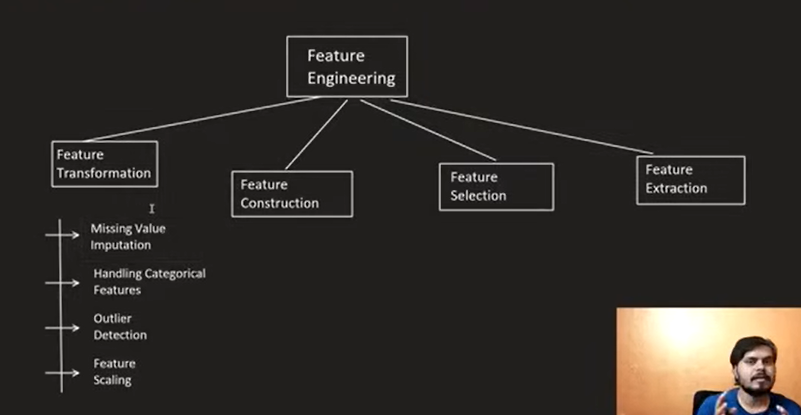 Feature
Engineering
Feature
Transformation
Feature
Construction
Feature
Selection
Feature
Extraction
Missing Value
Imputation
Handling Categorical
Features
Outlier
Detection
Feature
Scaling